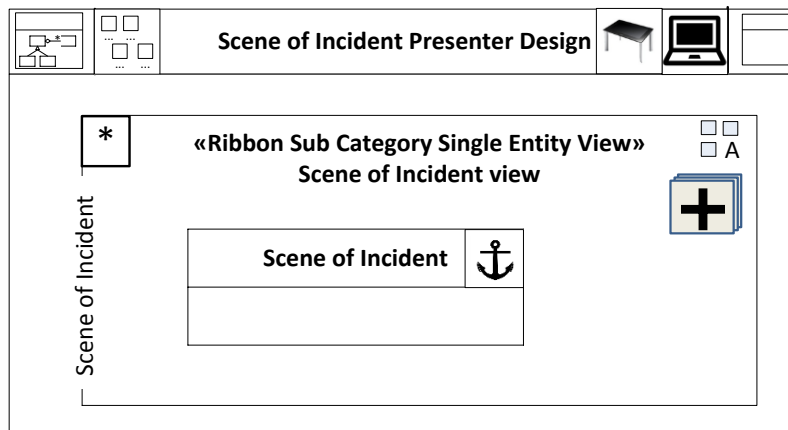 Scene of Incident Presenter Design
*
... ...
... ...
*
«Ribbon Sub Category Single Entity View»
Scene of Incident view
A
Scene of Incident
Scene of Incident